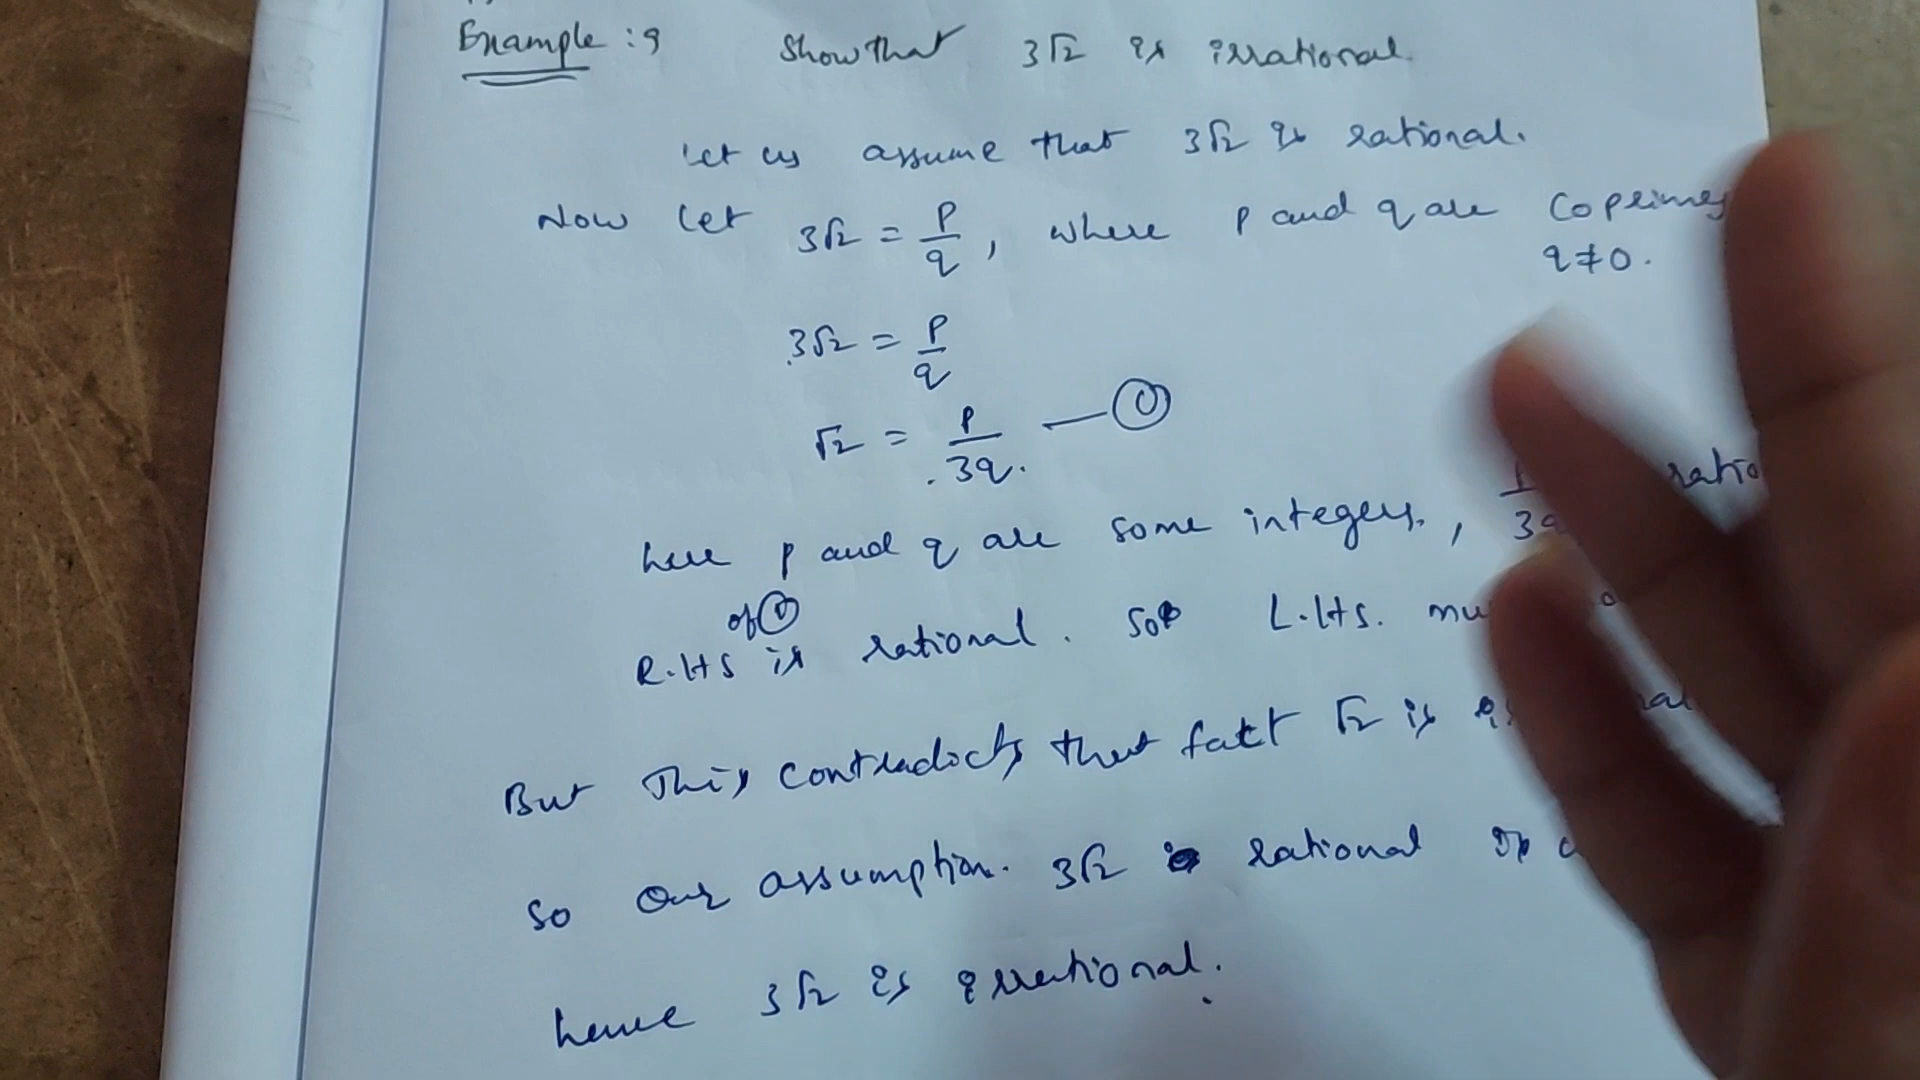 Example : 9 Show that 3√2 is irrational.
Let us assume that 3√2 is rational.
Now let 3√2 = p/q, where p and q are coprimes
q ≠ 0.
3√2 = p/q
√2 = p/3q. — ①
here p and q are some integers,
of ①
R.H.S is rational. So L.H.S.
But This contradicts that fact √2 is
so our assumption. 3√2 is rational
hence 3√2 is irrational.